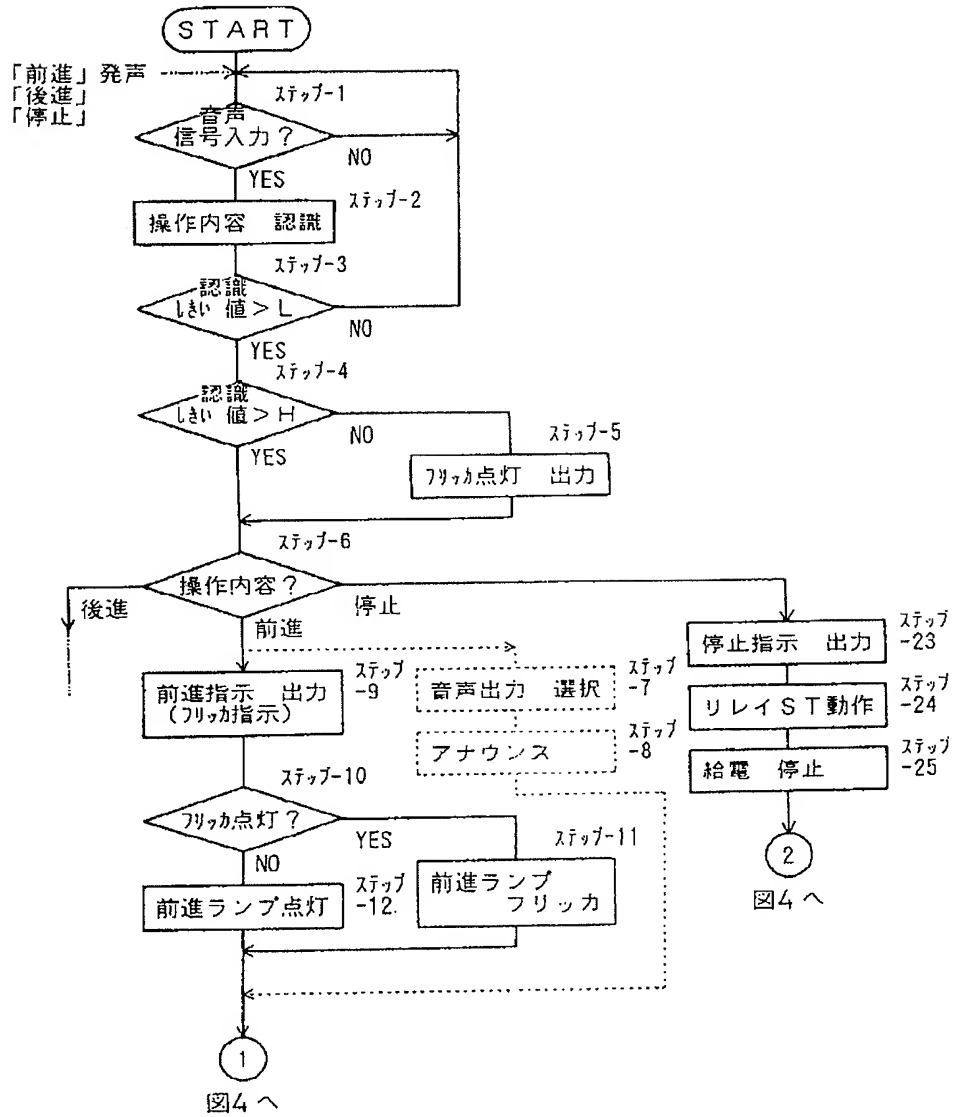 START
「前進」発声
「後進」
「停止」
ステップ-1
音声
信号入力?
NO
YES
ステップ-2
操作内容 認識
ステップ-3
認識
しきい 値>L
NO
YES
ステップ-4
認識
しきい 値>H
NO
YES
ステップ-5
フリッカ点灯 出力
ステップ-6
操作内容?
後進
停止
前進
ステップ
-9
前進指示 出力
(フリッカ指示)
ステップ
-7
音声出力 選択
ステップ
-8
アナウンス
ステップ
-23
停止指示 出力
ステップ
-24
リレイST動作
ステップ
-25
給電 停止
2
図4へ
ステップ-10
フリッカ点灯?
YES
NO
ステップ-11
前進ランプ
フリッカ
ステップ
-12.
前進ランプ点灯
1
図4へ